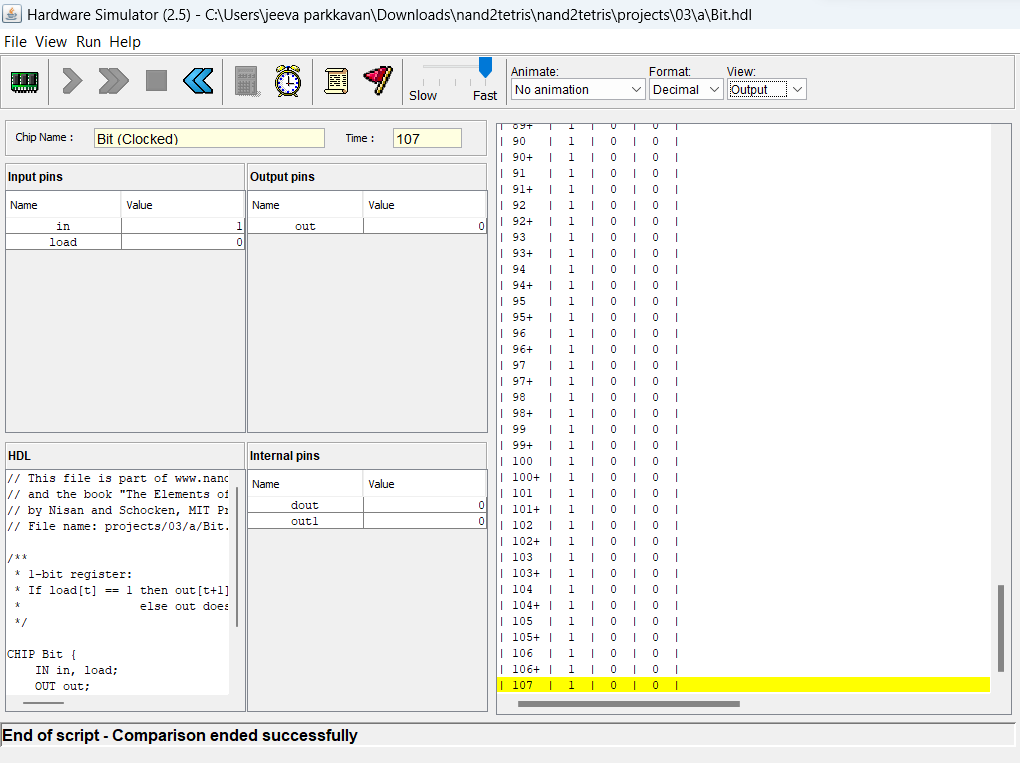 Hardware Simulator (2.5) - C:\Users\jeeva parkkavan\Downloads\nand2tetris\nand2tetris\projects\03\a\Bit.hdl
File View Run Help
Slow Fast
Animate: Format: View:
No animation Decimal Output
Chip Name : Bit (Clocked) Time : 107
Input pins
Name Value
in 1
load 0
Output pins
Name Value
out 0
HDL
// This file is part of www.nand
// and the book "The Elements of
// by Nisan and Schocken, MIT Pr
// File name: projects/03/a/Bit.
/**
* 1-bit register:
* If load[t] == 1 then out[t+1]
* else out does
*/
CHIP Bit {
IN in, load;
OUT out;
Internal pins
Name Value
dout 0
out1 0
| 89+ | 1 | 0 | 0 |
| 90 | 1 | 0 | 0 |
| 90+ | 1 | 0 | 0 |
| 91 | 1 | 0 | 0 |
| 91+ | 1 | 0 | 0 |
| 92 | 1 | 0 | 0 |
| 92+ | 1 | 0 | 0 |
| 93 | 1 | 0 | 0 |
| 93+ | 1 | 0 | 0 |
| 94 | 1 | 0 | 0 |
| 94+ | 1 | 0 | 0 |
| 95 | 1 | 0 | 0 |
| 95+ | 1 | 0 | 0 |
| 96 | 1 | 0 | 0 |
| 96+ | 1 | 0 | 0 |
| 97 | 1 | 0 | 0 |
| 97+ | 1 | 0 | 0 |
| 98 | 1 | 0 | 0 |
| 98+ | 1 | 0 | 0 |
| 99 | 1 | 0 | 0 |
| 99+ | 1 | 0 | 0 |
| 100 | 1 | 0 | 0 |
| 100+ | 1 | 0 | 0 |
| 101 | 1 | 0 | 0 |
| 101+ | 1 | 0 | 0 |
| 102 | 1 | 0 | 0 |
| 102+ | 1 | 0 | 0 |
| 103 | 1 | 0 | 0 |
| 103+ | 1 | 0 | 0 |
| 104 | 1 | 0 | 0 |
| 104+ | 1 | 0 | 0 |
| 105 | 1 | 0 | 0 |
| 105+ | 1 | 0 | 0 |
| 106 | 1 | 0 | 0 |
| 106+ | 1 | 0 | 0 |
| 107 | 1 | 0 | 0 |
End of script - Comparison ended successfully